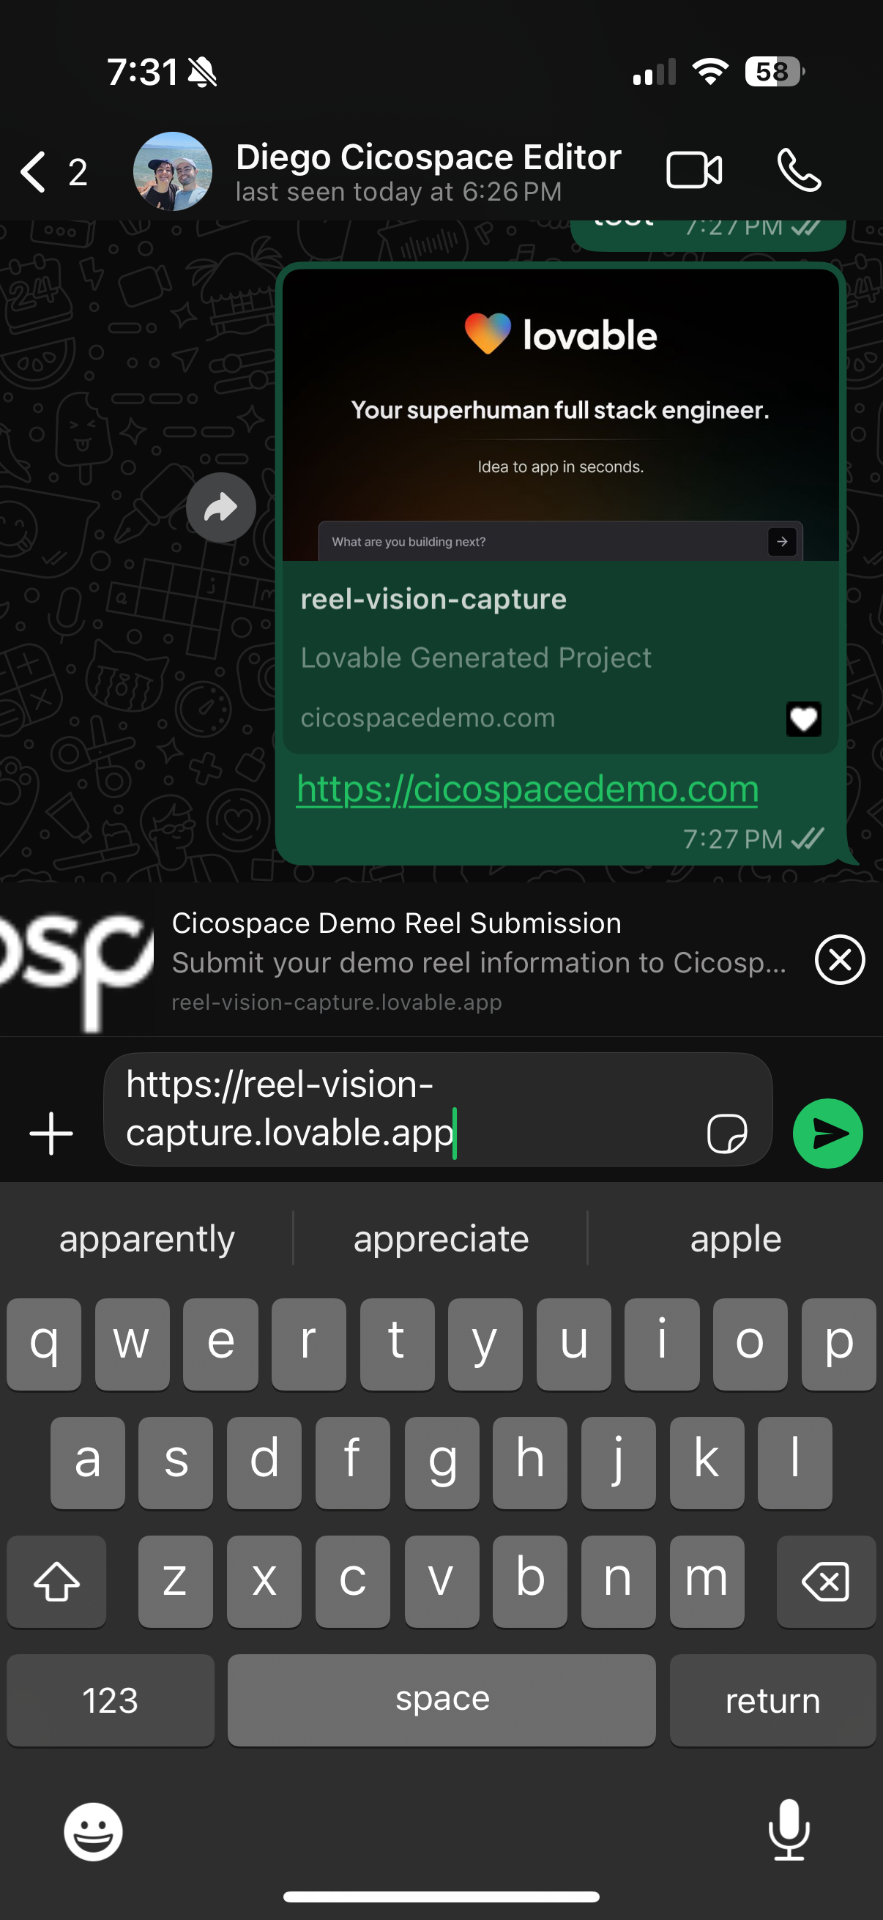 7:31
58
2
Diego Cicospace Editor
last seen today at 6:26 PM
test 7:27 PM
lovable
Your superhuman full stack engineer.
Idea to app in seconds.
What are you building next?
reel-vision-capture
Lovable Generated Project
cicospacedemo.com
https://cicospacedemo.com
7:27 PM
Cicospace Demo Reel Submission
Submit your demo reel information to Cicosp...
reel-vision-capture.lovable.app
https://reel-vision-
capture.lovable.app
apparently appreciate apple
q w e r t y u i o p
a s d f g h j k l
z x c v b n m
123 space return